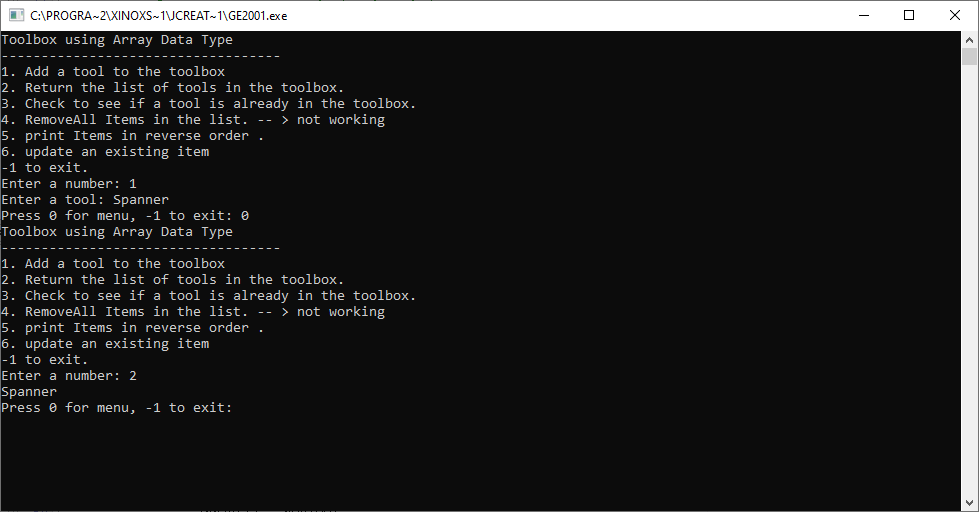 C:\PROGRA~2\XINOXS~1\JCREAT~1\GE2001.exe
Toolbox using Array Data Type
-----------------------------------
1. Add a tool to the toolbox
2. Return the list of tools in the toolbox.
3. Check to see if a tool is already in the toolbox.
4. RemoveAll Items in the list. -- > not working
5. print Items in reverse order .
6. update an existing item
-1 to exit.
Enter a number: 1
Enter a tool: Spanner
Press 0 for menu, -1 to exit: 0
Toolbox using Array Data Type
-----------------------------------
1. Add a tool to the toolbox
2. Return the list of tools in the toolbox.
3. Check to see if a tool is already in the toolbox.
4. RemoveAll Items in the list. -- > not working
5. print Items in reverse order .
6. update an existing item
-1 to exit.
Enter a number: 2
Spanner
Press 0 for menu, -1 to exit: